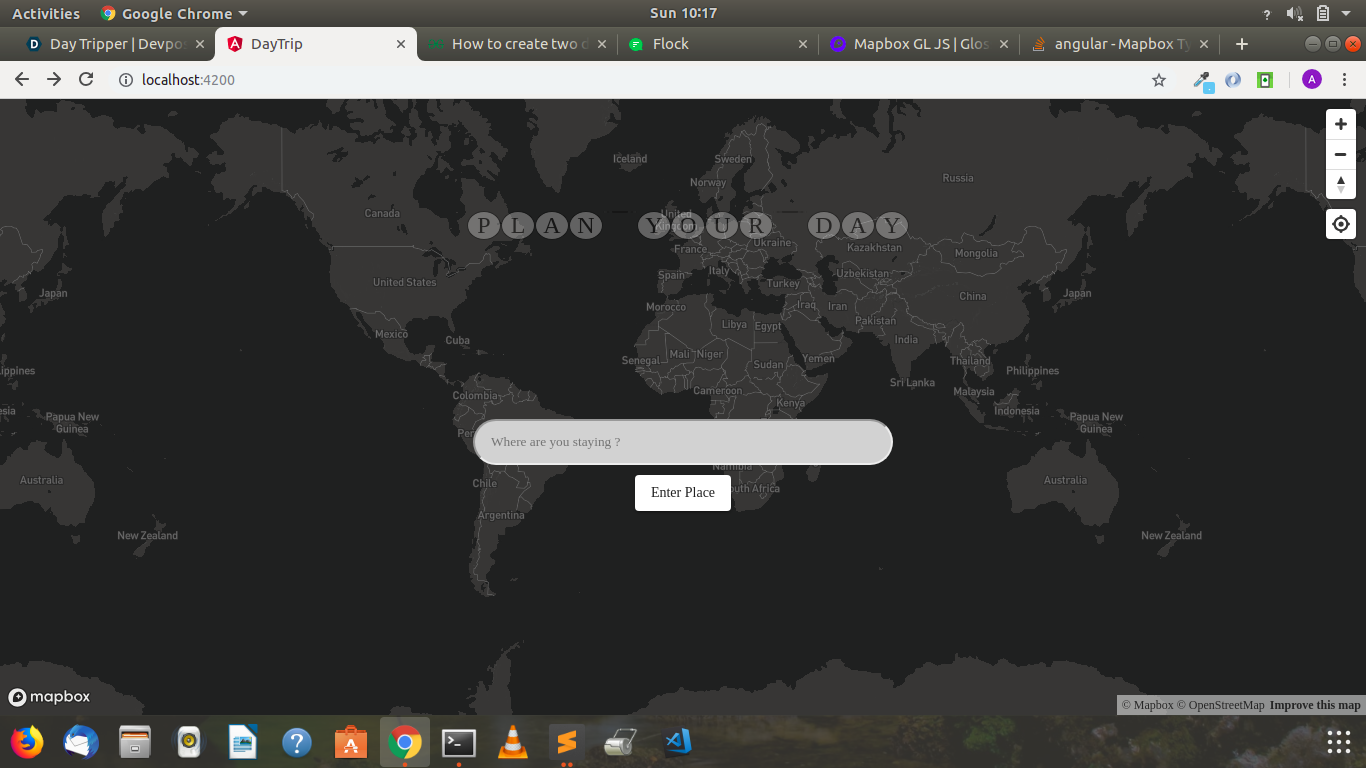 Activities Google Chrome Sun 10:17
Day Tripper | Devpos DayTrip How to create two d Flock Mapbox GL JS | Glos angular - Mapbox Ty
localhost:4200 A
Iceland Sweden
Norway Russia
Canada United Kingdom
PLAN YOUR DAY
France Ukraine Kazakhstan Mongolia
Japan United States Spain Italy Turkey Uzbekistan China Japan
Morocco Iraq Iran
Mexico Cuba Libya Egypt Pakistan India
Senegal Mali Niger Sudan Yemen Thailand
ippines Sri Lanka Philippines
Colombia Cameroon Kenya Malaysia
esia Papua New Guinea Indonesia Papua New Guinea
Per
Where are you staying ?
Namibia
Australia Chile outh Africa Australia
Enter Place
Argentina
New Zealand New Zealand
mapbox
© Mapbox © OpenStreetMap Improve this map